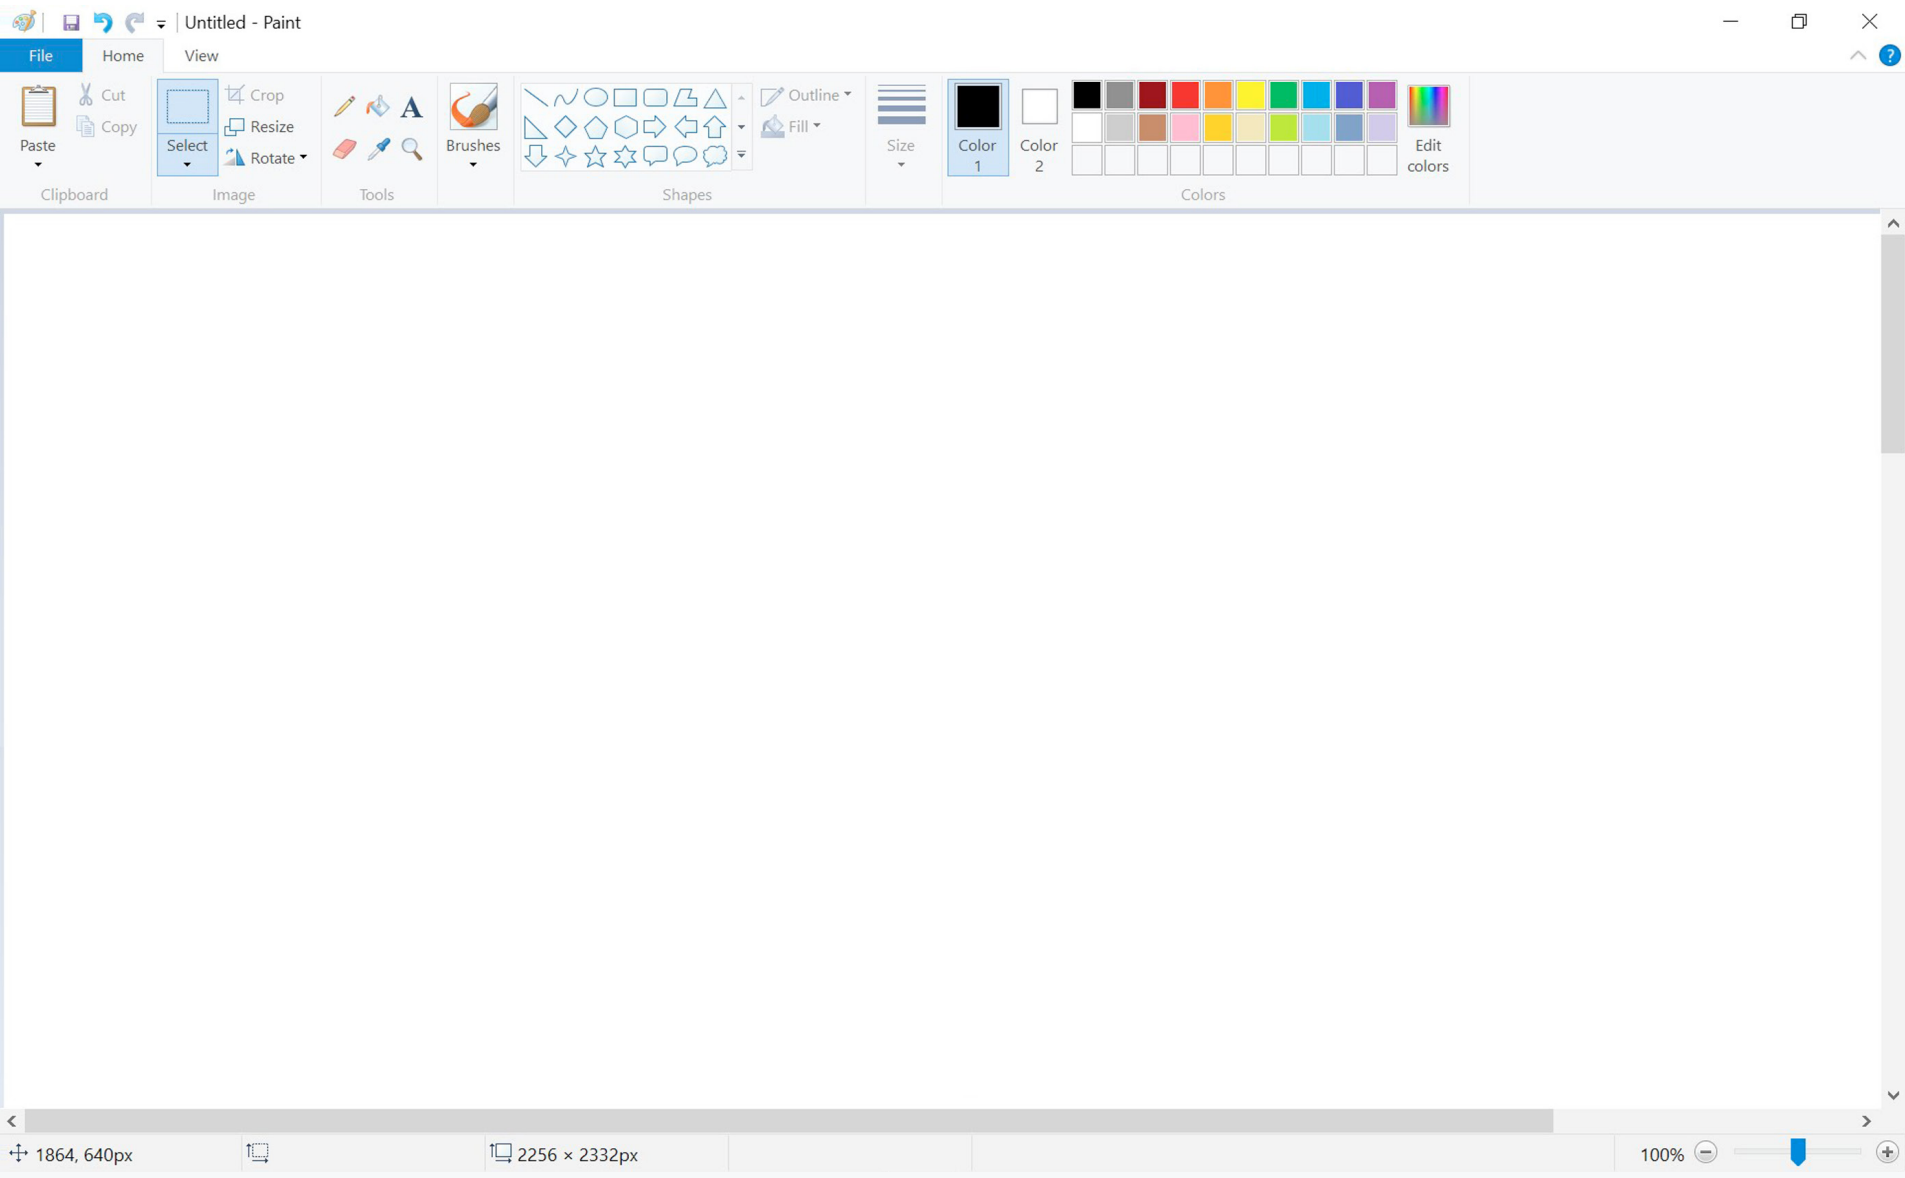 Untitled - Paint
File Home View
Paste
Cut
Copy
Clipboard
Select
Crop
Resize
Rotate
Image
A
Tools
Brushes
Shapes
Outline
Fill
Size
Color 1
Color 2
Edit colors
Colors
1864, 640px
2256 × 2332px
100%